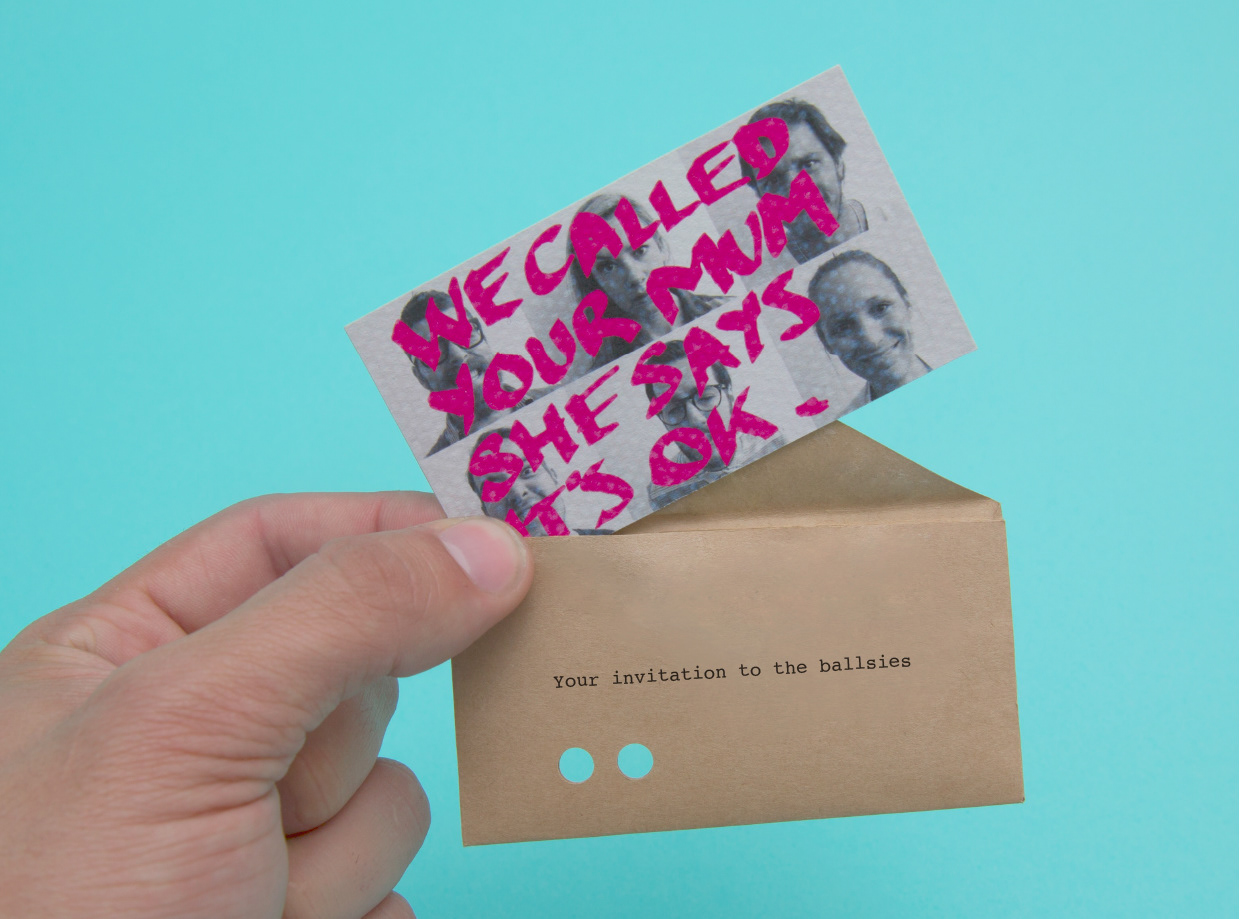 WE CALLED
YOUR MUM
SHE SAYS
IT'S OK.
Your invitation to the ballsies